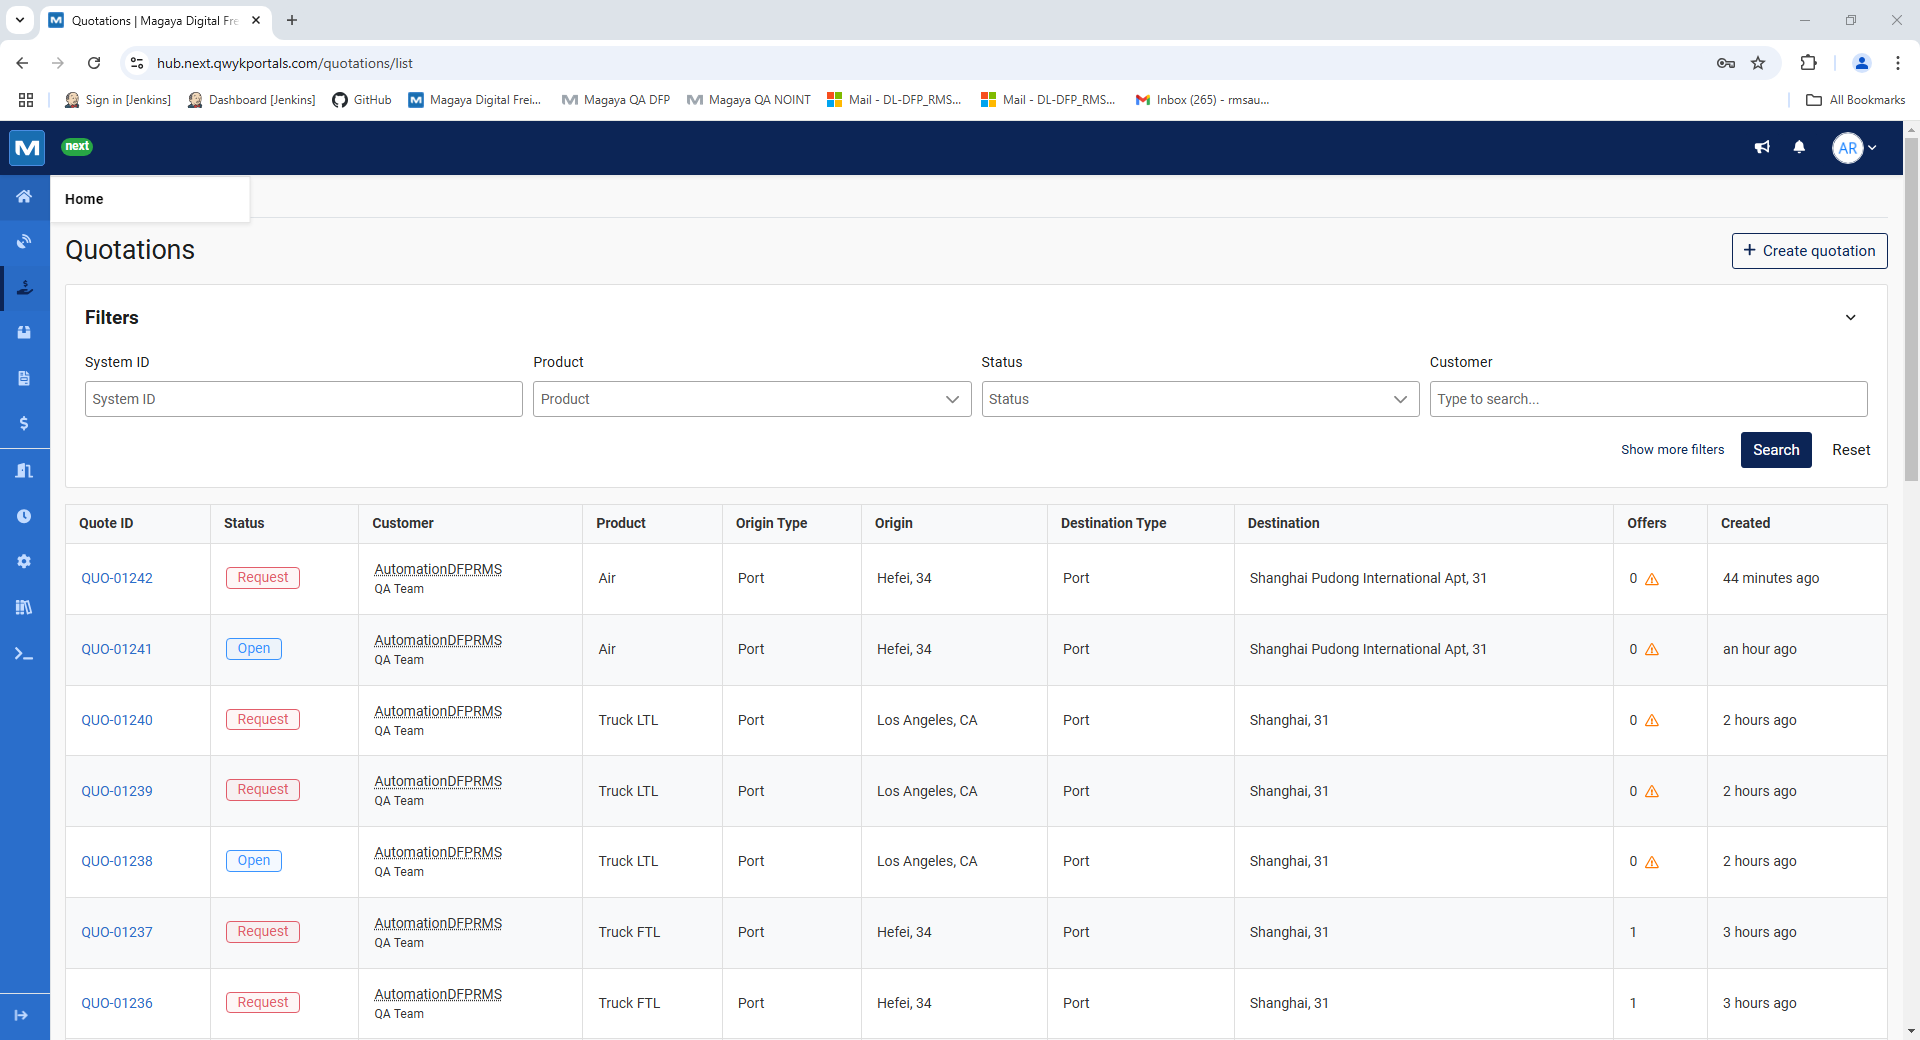 Quotations | Magaya Digital Fre
hub.next.qwykportals.com/quotations/list
Sign in [Jenkins]
Dashboard [Jenkins]
GitHub
Magaya Digital Frei...
Magaya QA DFP
Magaya QA NOINT
Mail - DL-DFP_RMS...
Mail - DL-DFP_RMS...
Inbox (265) - rmsau...
All Bookmarks
next
AR
Home
Quotations
+ Create quotation
Filters
System ID Product Status Customer
System ID Product Status Type to search...
Show more filters Search Reset
Quote ID Status Customer Product Origin Type Origin Destination Type Destination Offers Created
QUO-01242 Request AutomationDFPRMS Air Port Hefei, 34 Port Shanghai Pudong International Apt, 31 0 44 minutes ago
QA Team
QUO-01241 Open AutomationDFPRMS Air Port Hefei, 34 Port Shanghai Pudong International Apt, 31 0 an hour ago
QA Team
QUO-01240 Request AutomationDFPRMS Truck LTL Port Los Angeles, CA Port Shanghai, 31 0 2 hours ago
QA Team
QUO-01239 Request AutomationDFPRMS Truck LTL Port Los Angeles, CA Port Shanghai, 31 0 2 hours ago
QA Team
QUO-01238 Open AutomationDFPRMS Truck LTL Port Los Angeles, CA Port Shanghai, 31 0 2 hours ago
QA Team
QUO-01237 Request AutomationDFPRMS Truck FTL Port Hefei, 34 Port Shanghai, 31 1 3 hours ago
QA Team
QUO-01236 Request AutomationDFPRMS Truck FTL Port Hefei, 34 Port Shanghai, 31 1 3 hours ago
QA Team